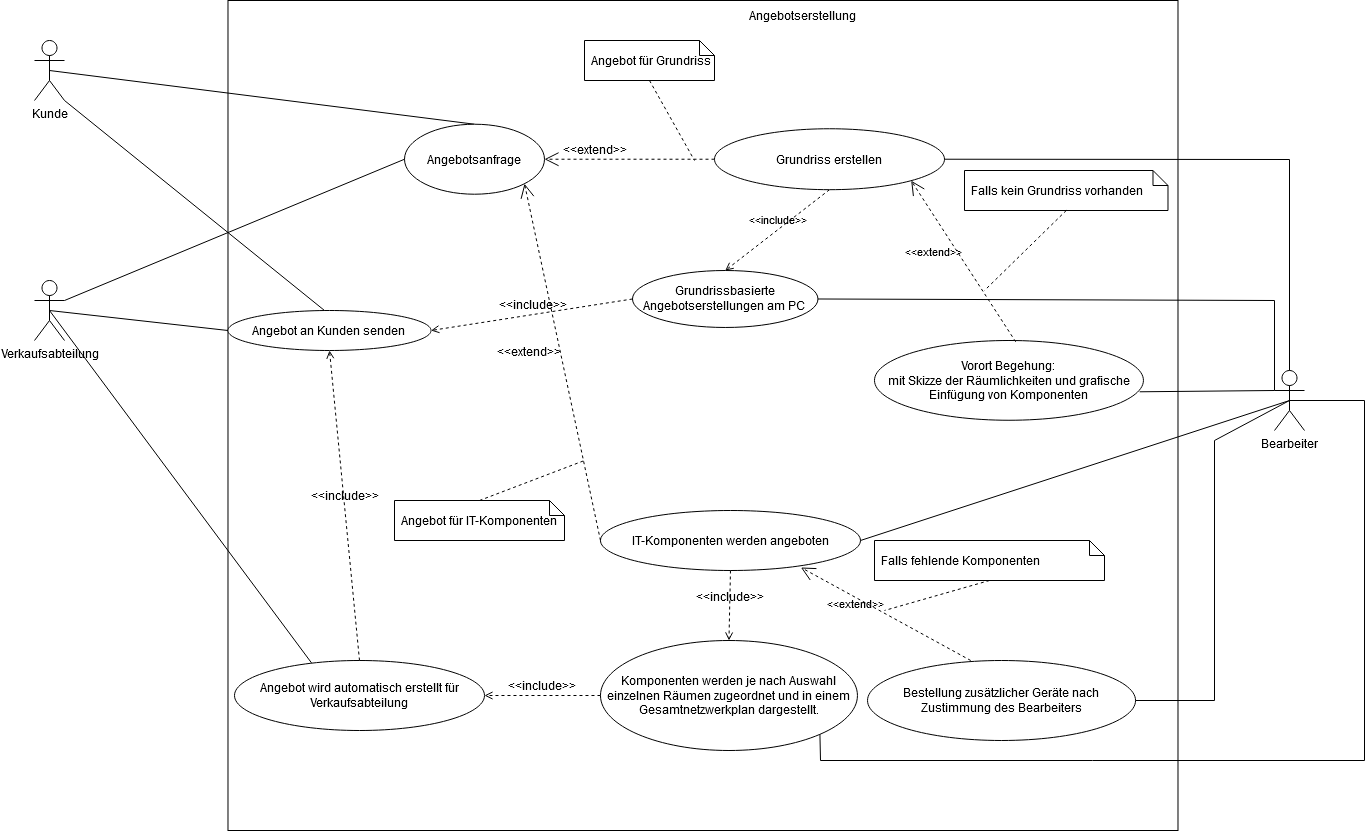 Angebotserstellung
Kunde
Angebot für Grundriss
Angebotsanfrage
<<extend>>
Grundriss erstellen
Falls kein Grundriss vorhanden
<<include>>
<<extend>>
Grundrissbasierte
Angebotserstellungen am PC
<<include>>
Verkaufsabteilung
Angebot an Kunden senden
<<extend>>
Vorort Begehung:
mit Skizze der Räumlichkeiten und grafische
Einfügung von Komponenten
Bearbeiter
<<include>>
Angebot für IT-Komponenten
IT-Komponenten werden angeboten
Falls fehlende Komponenten
<<include>>
<<extend>>
Angebot wird automatisch erstellt für
Verkaufsabteilung
<<include>>
Komponenten werden je nach Auswahl
einzelnen Räumen zugeordnet und in einem
Gesamtnetzwerkplan dargestellt.
Bestellung zusätzlicher Geräte nach
Zustimmung des Bearbeiters